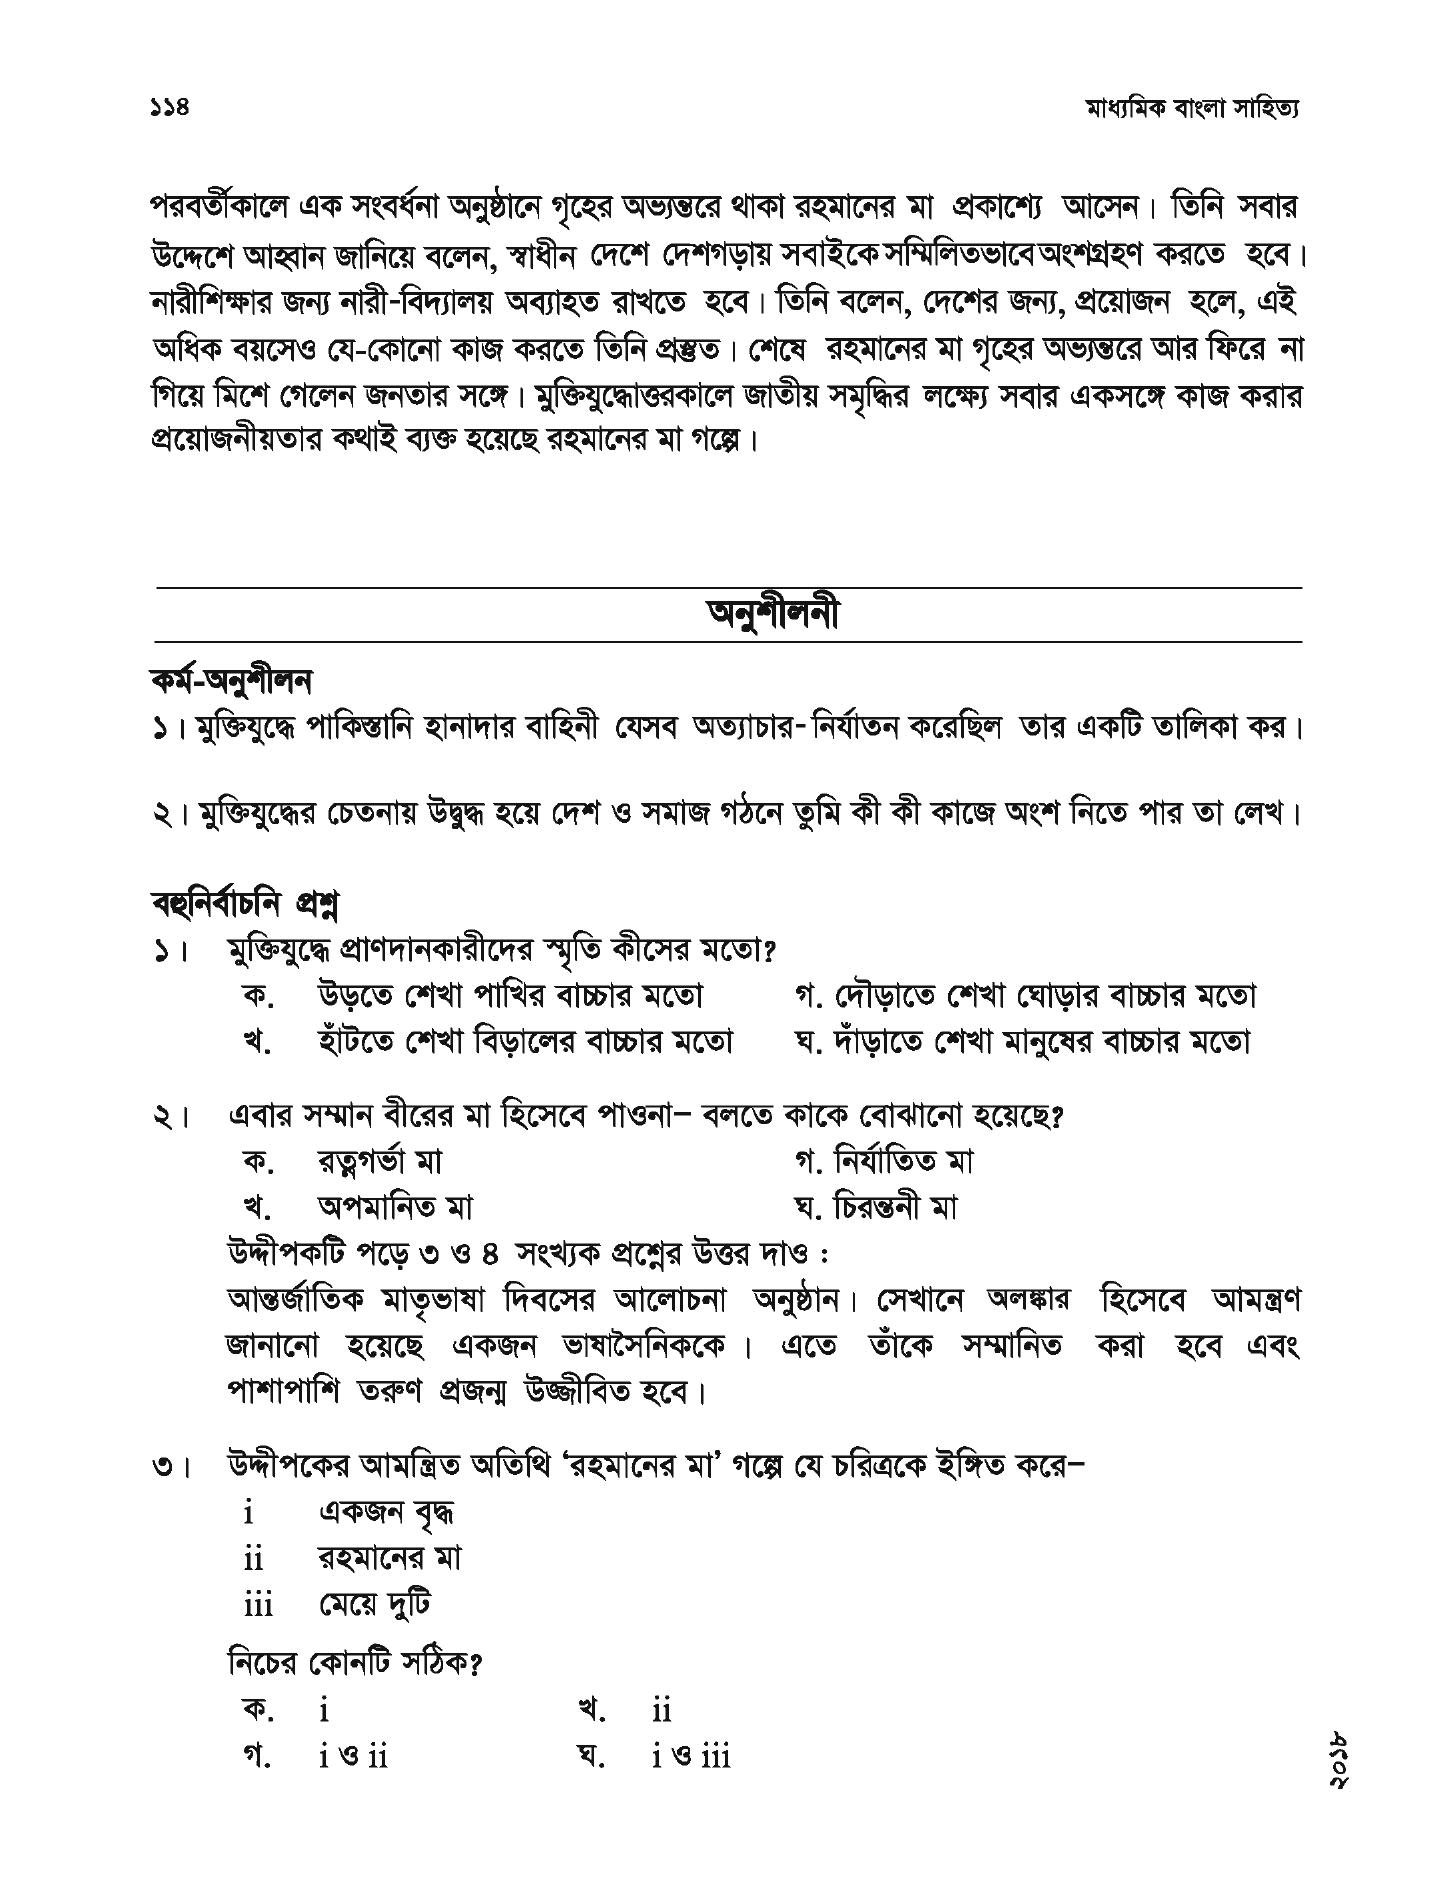 ১১৪
মাধ্যমিক বাংলা সাহিত্য
পরবর্তীকালে এক সংবর্ধনা অনুষ্ঠানে গৃহের অভ্যন্তরে থাকা রহমানের মা প্রকাশ্যে আসেন। তিনি সবার
উদ্দেশে আহ্বান জানিয়ে বলেন, স্বাধীন দেশে দেশগড়ায় সবাইকে সম্মিলিতভাবে অংশগ্রহণ করতে হবে।
নারীশিক্ষার জন্য নারী-বিদ্যালয় অব্যাহত রাখতে হবে। তিনি বলেন, দেশের জন্য, প্রয়োজন হলে, এই
অধিক বয়সেও যে-কোনো কাজ করতে তিনি প্রস্তুত। শেষে রহমানের মা গৃহের অভ্যন্তরে আর ফিরে না
গিয়ে মিশে গেলেন জনতার সঙ্গে। মুক্তিযুদ্ধোত্তরকালে জাতীয় সমৃদ্ধির লক্ষ্যে সবার একসঙ্গে কাজ করার
প্রয়োজনীয়তার কথাই ব্যক্ত হয়েছে রহমানের মা গল্পে।
অনুশীলনী
কর্ম-অনুশীলন
১। মুক্তিযুদ্ধে পাকিস্তানি হানাদার বাহিনী যেসব অত্যাচার-নির্যাতন করেছিল তার একটি তালিকা কর।
২। মুক্তিযুদ্ধের চেতনায় উদ্বুদ্ধ হয়ে দেশ ও সমাজ গঠনে তুমি কী কী কাজে অংশ নিতে পার তা লেখ।
বহুনির্বাচনি প্রশ্ন
১। মুক্তিযুদ্ধে প্রাণদানকারীদের স্মৃতি কীসের মতো?
ক. উড়তে শেখা পাখির বাচ্চার মতো গ. দৌড়াতে শেখা ঘোড়ার বাচ্চার মতো
খ. হাঁটতে শেখা বিড়ালের বাচ্চার মতো ঘ. দাঁড়াতে শেখা মানুষের বাচ্চার মতো
২। এবার সম্মান বীরের মা হিসেবে পাওনা– বলতে কাকে বোঝানো হয়েছে?
ক. রত্নগর্ভা মা গ. নির্যাতিত মা
খ. অপমানিত মা ঘ. চিরন্তনী মা
উদ্দীপকটি পড়ে ৩ ও ৪ সংখ্যক প্রশ্নের উত্তর দাও :
আন্তর্জাতিক মাতৃভাষা দিবসের আলোচনা অনুষ্ঠান। সেখানে অলঙ্কার হিসেবে আমন্ত্রণ
জানানো হয়েছে একজন ভাষাসৈনিককে। এতে তাঁকে সম্মানিত করা হবে এবং
পাশাপাশি তরুণ প্রজন্ম উজ্জীবিত হবে।
৩। উদ্দীপকের আমন্ত্রিত অতিথি ‘রহমানের মা’ গল্পে যে চরিত্রকে ইঙ্গিত করে–
i একজন বৃদ্ধ
ii রহমানের মা
iii মেয়ে দুটি
নিচের কোনটি সঠিক?
ক. i খ. ii
গ. i ও ii ঘ. i ও iii
২০১৮